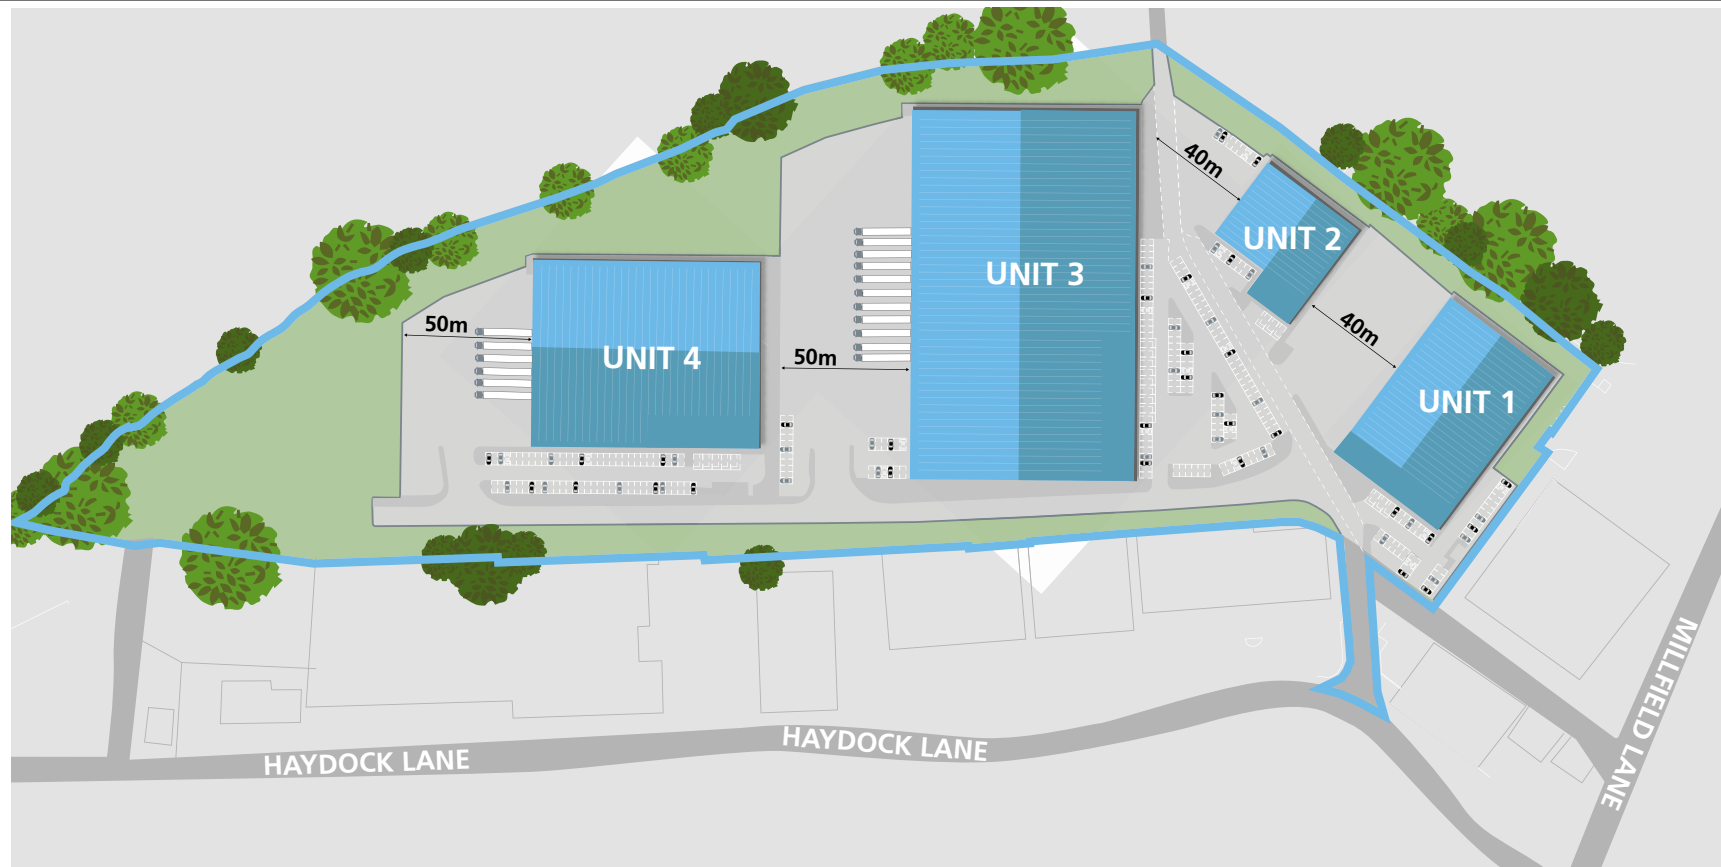 40m
UNIT 2
UNIT 3
50m
40m
UNIT 4
50m
UNIT 1
MILLFIELD LANE
HAYDOCK LANE
HAYDOCK LANE